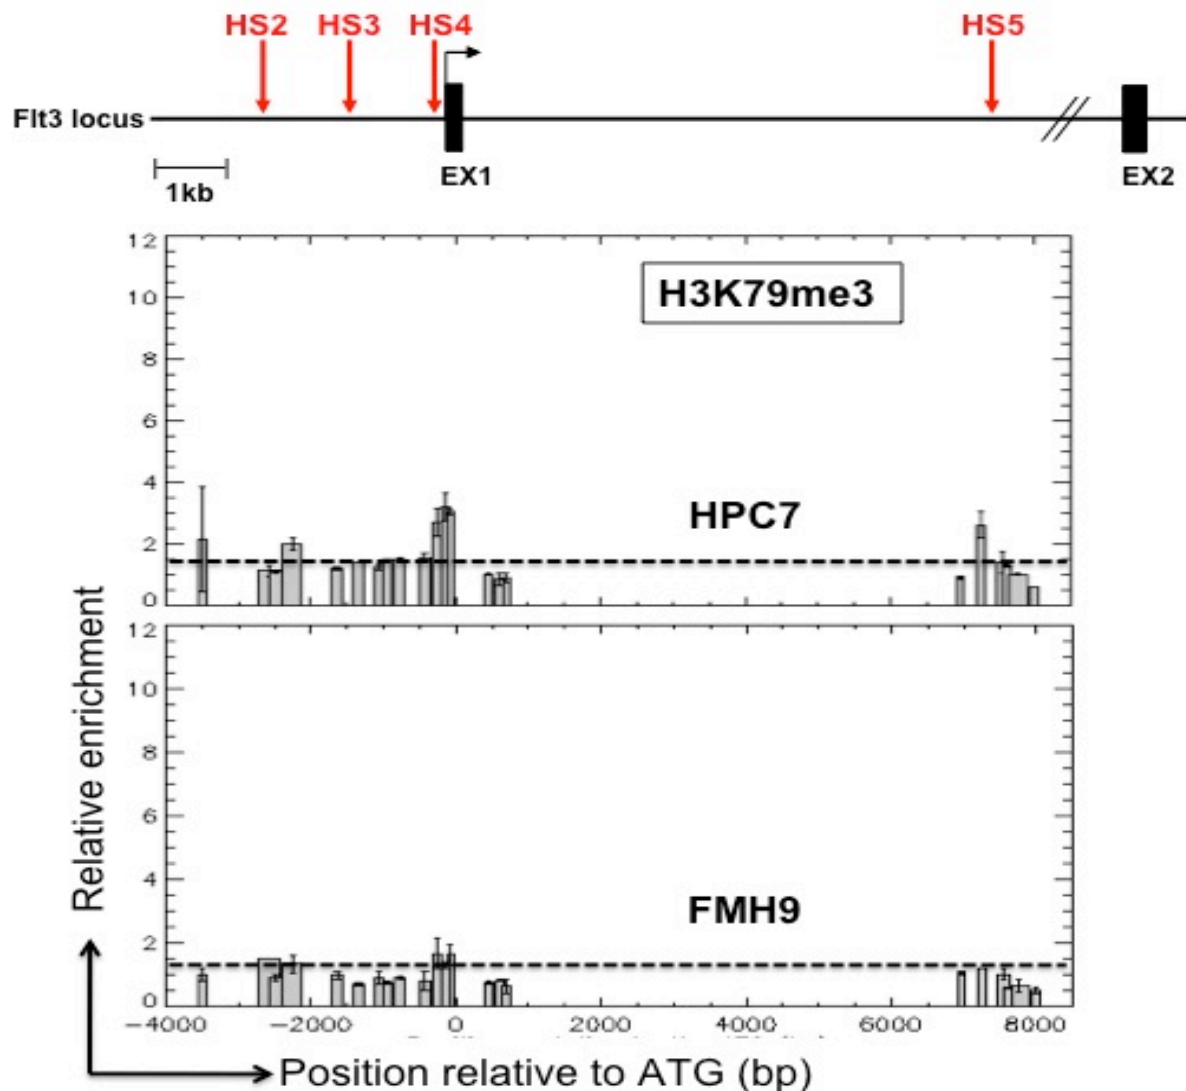 HS2 HS3 HS4 HS5
Flt3 locus
EX1 EX2
1kb
12
10
8
6
4
2
0
H3K79me3
HPC7
12
10
8
6
4
2
0
FMH9
-4000 -2000 0 2000 4000 6000 8000
Relative enrichment
Position relative to ATG (bp)